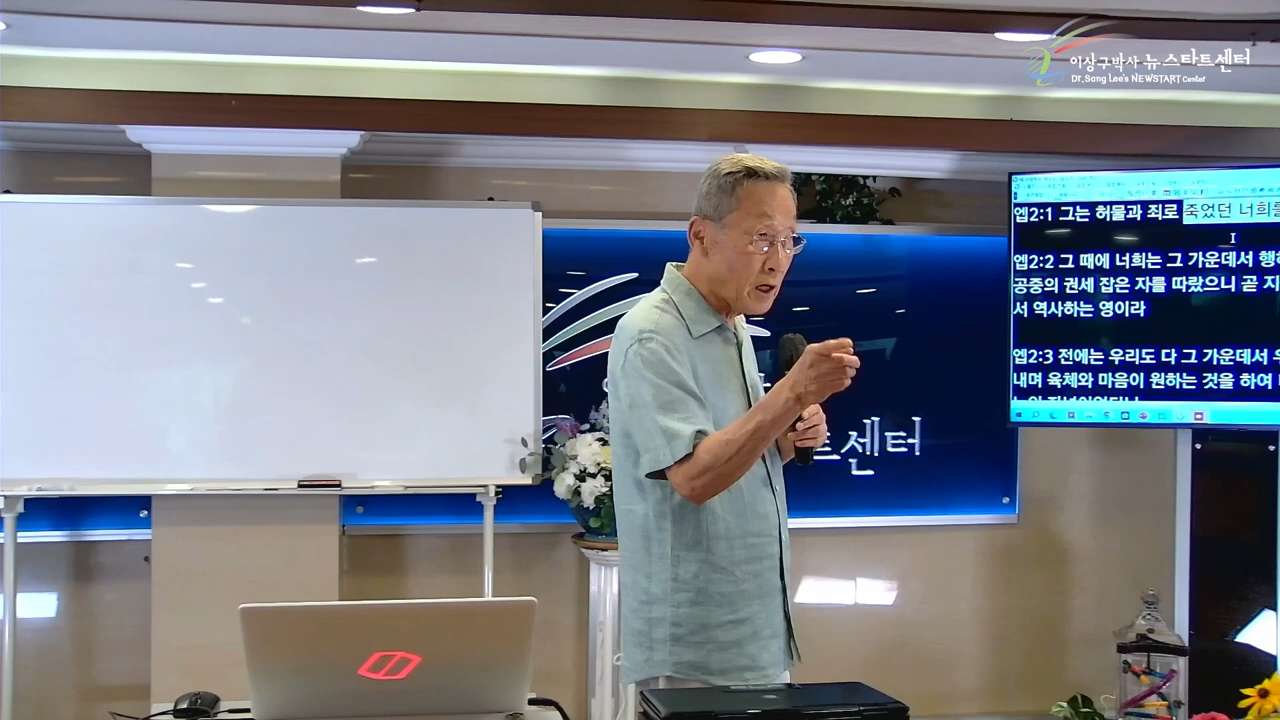 이상구박사 뉴스타트센터
Dr. Sang Lee's NEWSTART Center
엡2:1 그는 허물과 죄로 죽었던 너희를
엡2:2 그 때에 너희는 그 가운데서 행하
공중의 권세 잡은 자를 따랐으니 곧 지
서 역사하는 영이라
엡2:3 전에는 우리도 다 그 가운데서 우
내며 육체와 마음이 원하는 것을 하여
트센터